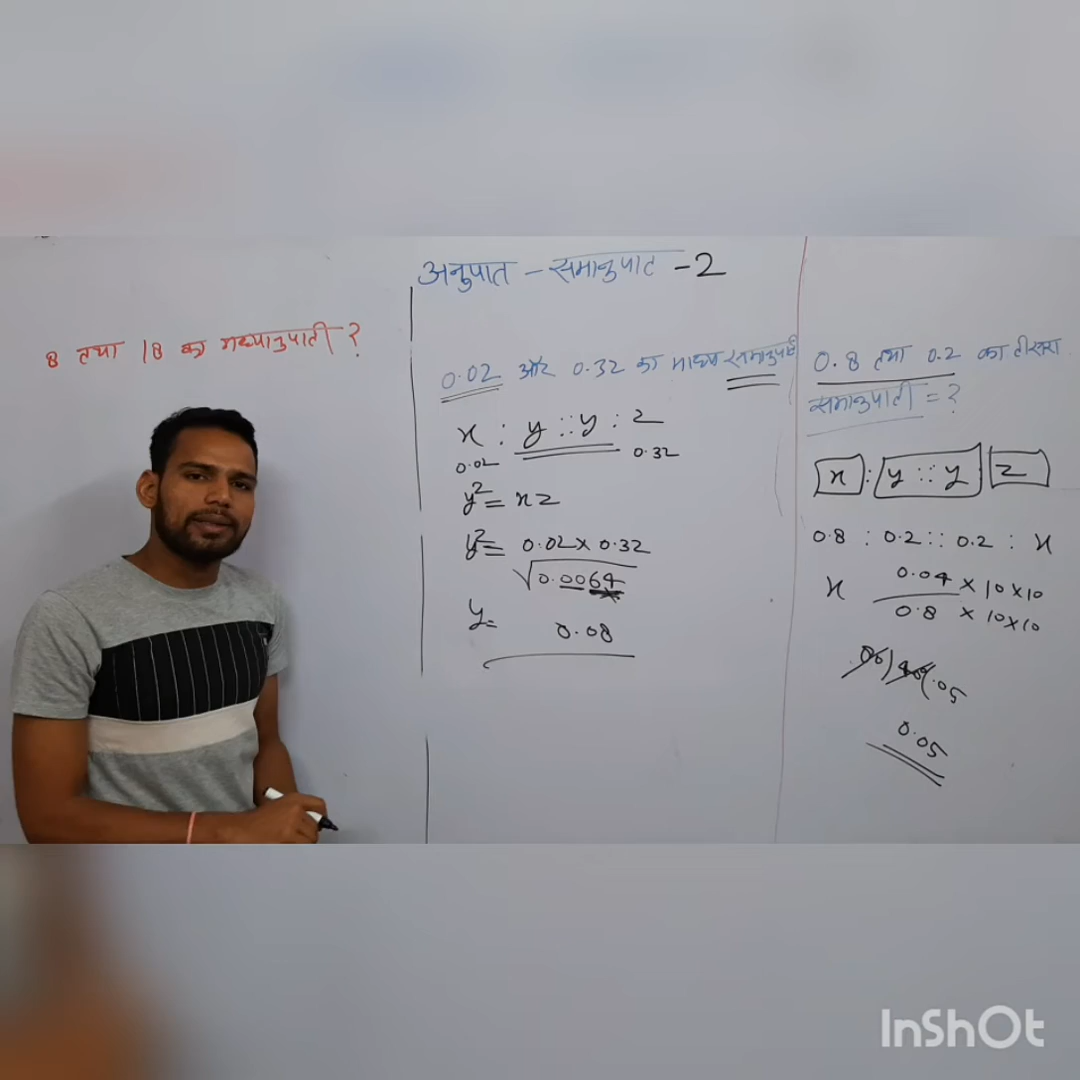 अनुपात - समानुपात - 2
8 तथा 18 का मध्यानुपाती ?
0.02 और 0.32 का माध्य समानुपाती
x : y :: y : z
0.02 0.32
y² = xz
y² = 0.02 × 0.32
√0.0064
y = 0.08
0.8 तथा 0.2 का तीसरा
समानुपाती = ?
x : y :: y z
0.8 : 0.2 :: 0.2 : x
x 0.04 × 10 × 10
0.8 × 10 × 10
.05
0.05
InShOt